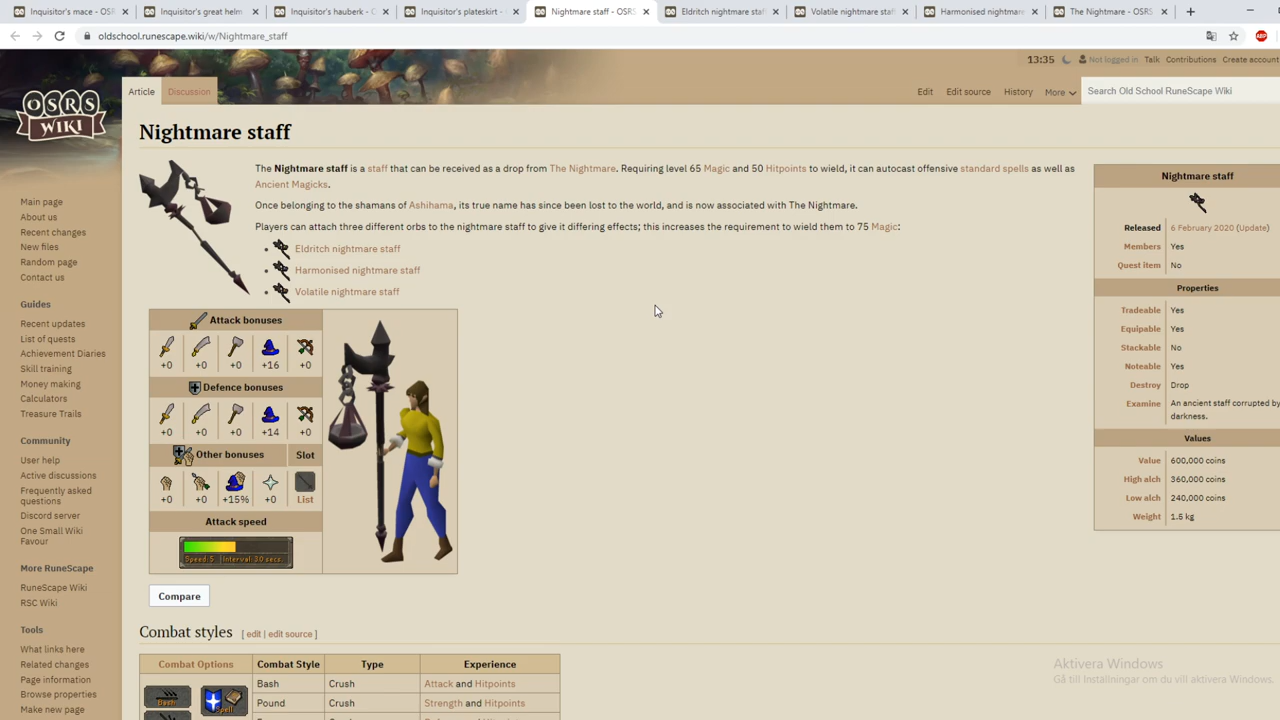 Inquisitor's mace - OSRS
Inquisitor's great helm
Inquisitor's hauberk - OS
Inquisitor's plateskirt -
Nightmare staff - OSRS
Eldritch nightmare staff
Volatile nightmare staff
Harmonised nightmare
The Nightmare - OSRS
oldschool.runescape.wiki/w/Nightmare_staff
ABP
13:35
Not logged in
Talk
Contributions
Create account
OSRS
WIKI
Article
Discussion
Edit
Edit source
History
More
Search Old School RuneScape Wiki
Nightmare staff
The Nightmare staff is a staff that can be received as a drop from The Nightmare. Requiring level 65 Magic and 50 Hitpoints to wield, it can autocast offensive standard spells as well as
Ancient Magicks.
Once belonging to the shamans of Ashihama, its true name has since been lost to the world, and is now associated with The Nightmare.
Players can attach three different orbs to the nightmare staff to give it differing effects; this increases the requirement to wield them to 75 Magic:
Eldritch nightmare staff
Harmonised nightmare staff
Volatile nightmare staff
Main page
About us
Recent changes
New files
Random page
Contact us
Guides
Recent updates
List of quests
Achievement Diaries
Skill training
Money making
Calculators
Treasure Trails
Community
User help
Active discussions
Frequently asked
questions
Discord server
One Small Wiki
Favour
More RuneScape
RuneScape Wiki
RSC Wiki
Tools
What links here
Related changes
Page information
Browse properties
Make new page
Attack bonuses
+0 +0 +0 +16 +0
Defence bonuses
+0 +0 +0 +14 +0
Other bonuses Slot
+0 +0 +15% +0 List
Attack speed
Speed: 5 Interval: 3.0 secs
Compare
Combat styles [ edit | edit source ]
Combat Options Combat Style Type Experience
Bash Crush Attack and Hitpoints
Pound Crush Strength and Hitpoints
Bash
Spell
Nightmare staff
Released 6 February 2020 (Update)
Members Yes
Quest item No
Properties
Tradeable Yes
Equipable Yes
Stackable No
Noteable Yes
Destroy Drop
Examine An ancient staff corrupted by
darkness.
Values
Value 600,000 coins
High alch 360,000 coins
Low alch 240,000 coins
Weight 1.5 kg
Aktivera Windows
Gå till Inställningar om du vill aktivera Windows.